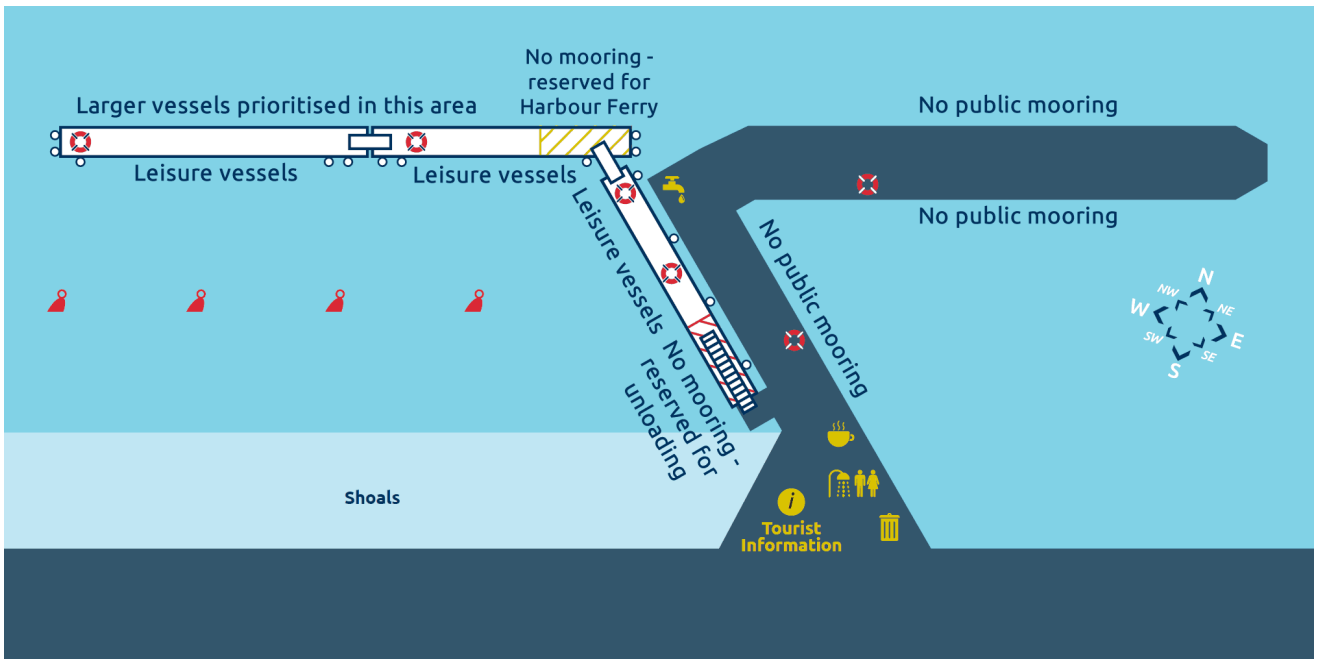 No mooring -
reserved for
Harbour Ferry
Larger vessels prioritised in this area
No public mooring
Leisure vessels
Leisure vessels
Leisure vessels
No public mooring
No public mooring
No mooring -
reserved for
unloading
N
NW
NE
W
E
SW
SE
S
Shoals
i
Tourist
Information